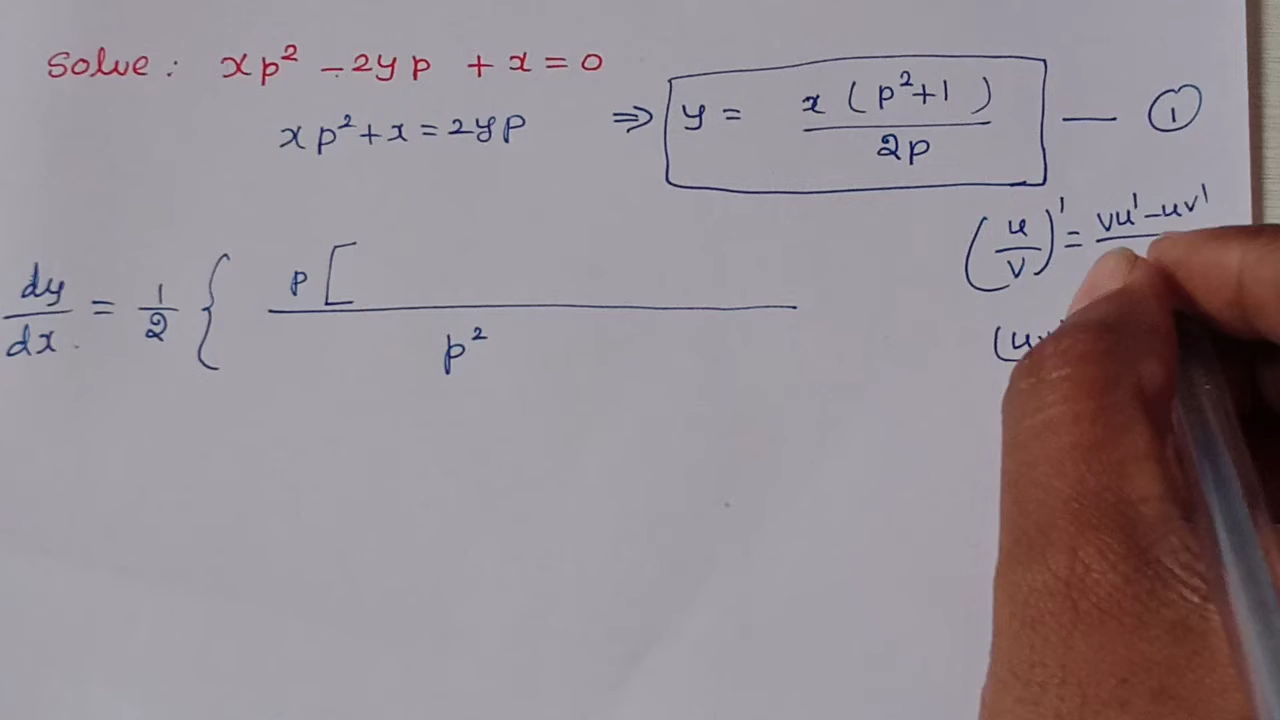 Solve : xp² - 2yp + x = 0
xp² + x = 2yp ⇒ y = x (p²+1) / 2p — ①
(u/v)' = vu' - uv'
dy/dx = 1/2 { p [ / p²
(u